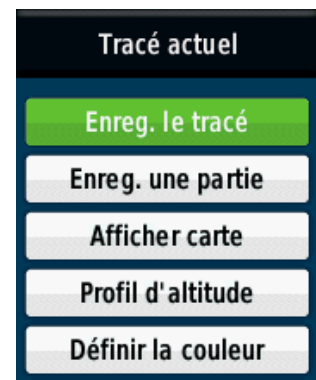 Tracé actuel
Enreg. le tracé
Enreg. une partie
Afficher carte
Profil d'altitude
Définir la couleur